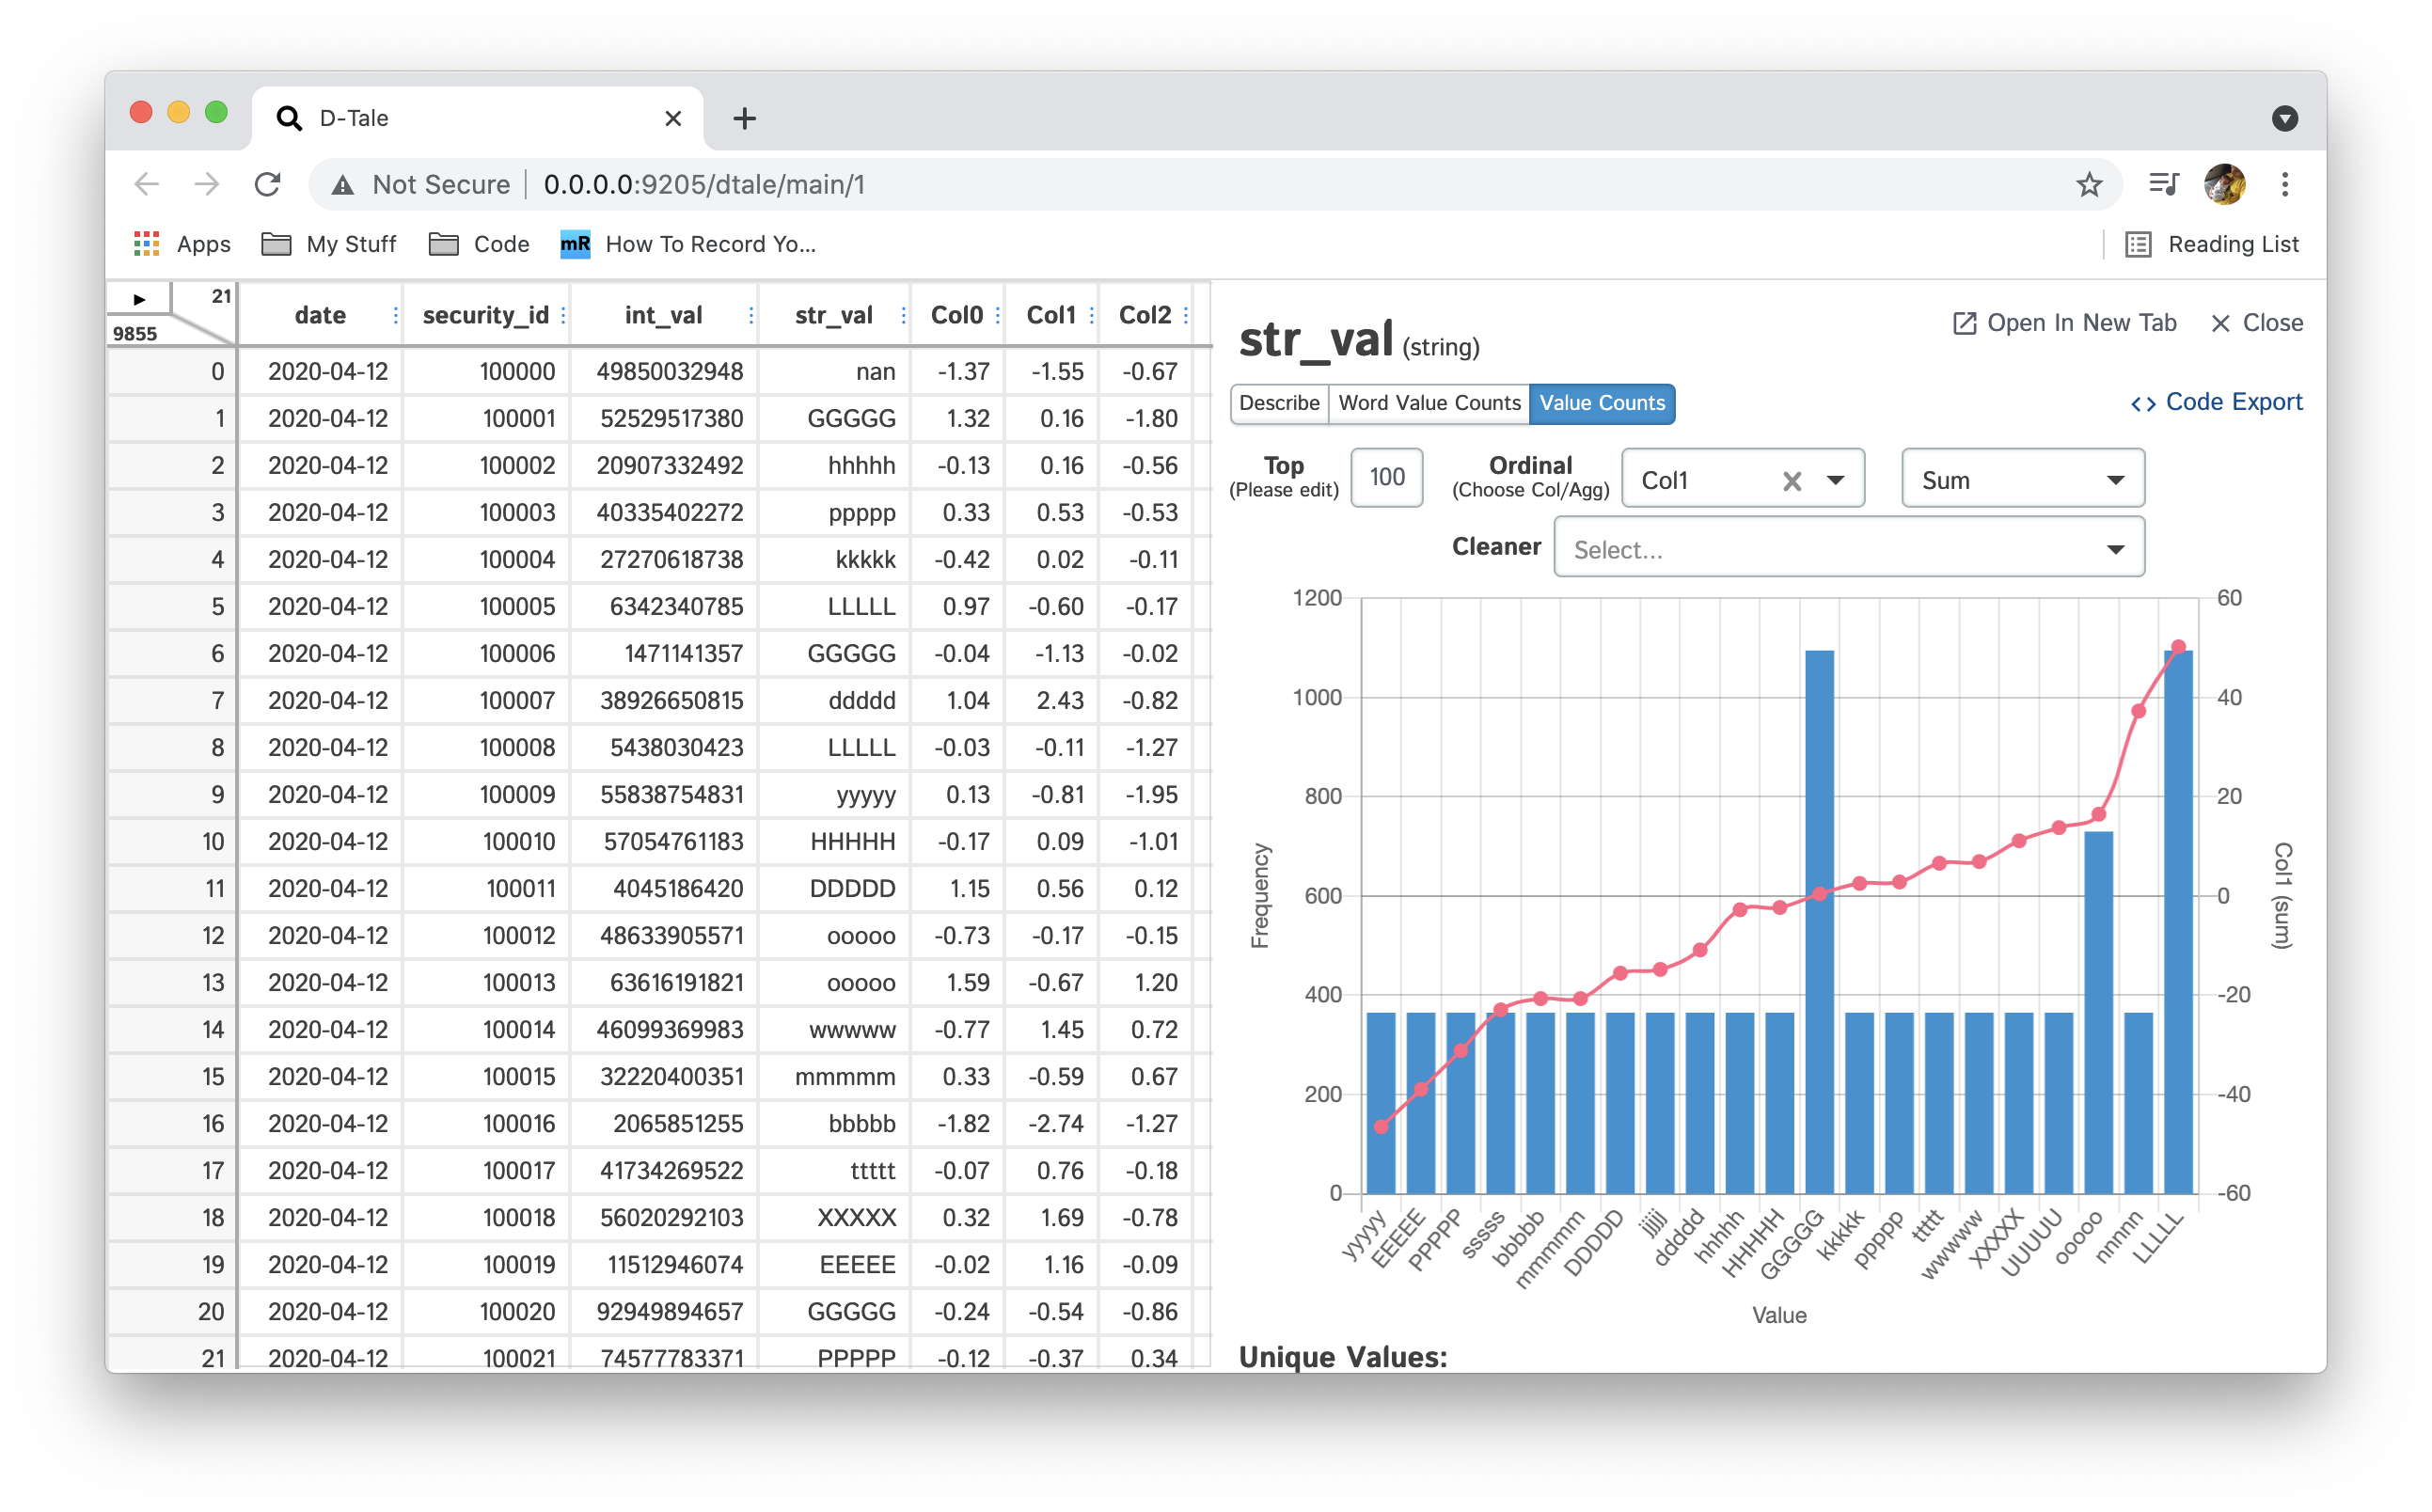 D-Tale
Not Secure 0.0.0.0:9205/dtale/main/1
Apps My Stuff Code mR How To Record Yo... Reading List
21
9855
date security_id int_val str_val Col0 Col1 Col2
0 2020-04-12 100000 49850032948 nan -1.37 -1.55 -0.67
1 2020-04-12 100001 52529517380 GGGGG 1.32 0.16 -1.80
2 2020-04-12 100002 20907332492 hhhhh -0.13 0.16 -0.56
3 2020-04-12 100003 40335402272 ppppp 0.33 0.53 -0.53
4 2020-04-12 100004 27270618738 kkkkk -0.42 0.02 -0.11
5 2020-04-12 100005 6342340785 LLLLL 0.97 -0.60 -0.17
6 2020-04-12 100006 1471141357 GGGGG -0.04 -1.13 -0.02
7 2020-04-12 100007 38926650815 ddddd 1.04 2.43 -0.82
8 2020-04-12 100008 5438030423 LLLLL -0.03 -0.11 -1.27
9 2020-04-12 100009 55838754831 yyyyy 0.13 -0.81 -1.95
10 2020-04-12 100010 57054761183 HHHHH -0.17 0.09 -1.01
11 2020-04-12 100011 4045186420 DDDDD 1.15 0.56 0.12
12 2020-04-12 100012 48633905571 ooooo -0.73 -0.17 -0.15
13 2020-04-12 100013 63616191821 ooooo 1.59 -0.67 1.20
14 2020-04-12 100014 46099369983 wwwww -0.77 1.45 0.72
15 2020-04-12 100015 32220400351 mmmmm 0.33 -0.59 0.67
16 2020-04-12 100016 2065851255 bbbbb -1.82 -2.74 -1.27
17 2020-04-12 100017 41734269522 ttttt -0.07 0.76 -0.18
18 2020-04-12 100018 56020292103 XXXXX 0.32 1.69 -0.78
19 2020-04-12 100019 11512946074 EEEEE -0.02 1.16 -0.09
20 2020-04-12 100020 92949894657 GGGGG -0.24 -0.54 -0.86
21 2020-04-12 100021 74577783371 PPPPP -0.12 -0.37 0.34
str_val (string)
Open In New Tab Close
Describe Word Value Counts Value Counts
Code Export
Top
(Please edit)
100
Ordinal
(Choose Col/Agg)
Col1
Sum
Cleaner Select...
1200
1000
800
600
400
200
0
Frequency
60
40
20
0
-20
-40
-60
Col1 (sum)
yyyyy
EEEEE
PPPPP
sssss
bbbbb
mmmmm
DDDDD
jjjjj
ddddd
hhhhh
HHHHH
GGGGG
kkkkk
ppppp
ttttt
wwwww
XXXXX
UUUUU
ooooo
nnnnn
LLLLL
Value
Unique Values: